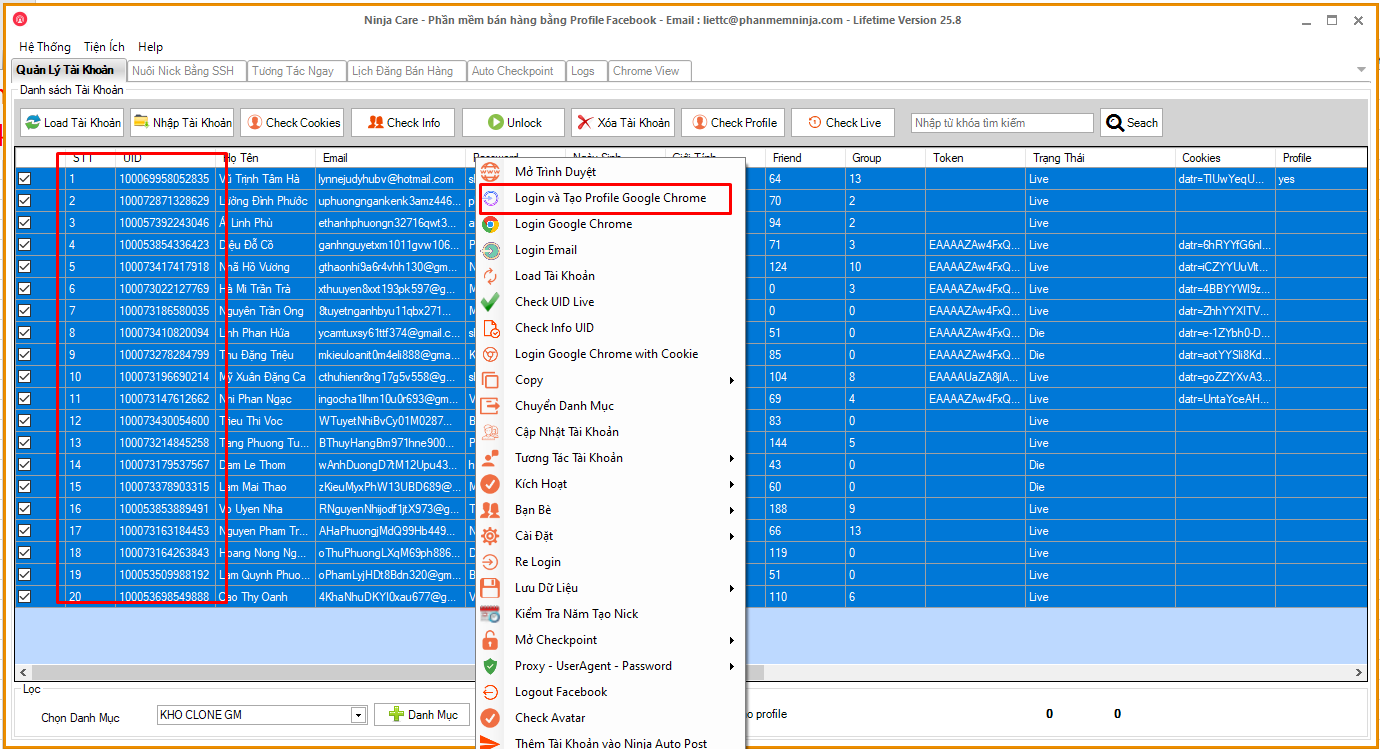 Ninja Care - Phần mềm bán hàng bằng Profile Facebook - Email : liettc@phanmemninja.com - Lifetime Version 25.8
Hệ Thống Tiện Ích Help
Quản Lý Tài Khoản Nuôi Nick Bằng SSH Tương Tác Ngay Lịch Đăng Bán Hàng Auto Checkpoint Logs Chrome View
Danh sách Tài Khoản
Load Tài Khoản Nhập Tài Khoản Check Cookies Check Info Unlock Xóa Tài Khoản Check Profile Check Live Nhập từ khóa tìm kiếm Seach
STT UID Họ Tên Email Friend Group Token Trạng Thái Cookies Profile
1 100069958052835 Vũ Trịnh Tâm Hà lynnejudyhubv@hotmail.com 64 13 Live datr=TlUwYeqU... yes
2 100072871328629 Lường Đình Phước uphuongngankenk3amz446... 70 2 Live
3 100057392243046 Linh Phù ethanhphuongn32716qwt3... 94 2 Live
4 100053854336423 Diệu Đỗ Cõ ganhnguyetxm1011gvw106... 71 3 EAAAAZAw4FxQ... Live datr=6hRYYfG6nl...
5 100073417417918 Nhã Hồ Vương gthaonhi9a6r4vhh130@gm... 124 10 EAAAAZAw4FxQ... Live datr=iCZYYUuVlt...
6 100073022127769 Hà Mi Trần Trà xthuuyen8xxt193pk597@g... 0 3 EAAAAZAw4FxQ... Live datr=4BBYYWl9z...
7 100073186580035 Nguyên Trần Ong 8tuyetnganhbyu11qbx271... 0 0 EAAAAZAw4FxQ... Live datr=ZhhYYXlTV...
8 100073410820094 Linh Phan Hứa ycamtuxsy61ttf374@gmail.c... 51 0 EAAAAZAw4FxQ... Die datr=e-1ZYbh0-D...
9 100073278284799 Thu Đặng Triệu mkieuloanit0m4eli888@gma... 85 0 EAAAAZAw4FxQ... Die datr=aotYYSli8Kd...
10 100073196690214 Mỹ Xuân Đặng Ca cthuhienr8ng17g5v558@g... 104 8 EAAAAUaZA8jlA... Live datr=goZZYXvA3...
11 100073147612662 Nhi Phan Ngạc ingocha1lhm10u0r693@gm... 69 4 EAAAAZAw4FxQ... Live datr=UntaYceAH...
12 100073430054600 Trieu Thi Voc WTuyetNhiBvCy01M0287... 83 0 Live
13 100073214845258 Tang Phuong Tu... BThuyHangBm971hne900... 144 5 Live
14 100073179537567 Dam Le Thom wAnhDuongD7tM12Upu43... 43 0 Die
15 100073378903315 Lam Mai Thao zKieuMyxPhW13UBD689@... 60 0 Die
16 100053853889491 Vo Uyen Nha RNguyenNhijodf1jtX973@g... 188 9 Live
17 100073163184453 Nguyen Pham Tr... AHaPhuongjMdQ99Hb449... 66 13 Live
18 100073164263843 Hoang Nong Ng... oThuPhuongLXqM69ph886... 119 0 Live
19 100053509988192 Lam Quynh Phuo... oPhamLyjHDt8Bdn320@gm... 51 0 Live
20 100053698549888 Cao Thy Oanh 4KhaNhuDKYl0xau677@g... 110 6 Live
Mở Trình Duyệt
Login và Tạo Profile Google Chrome
Login Google Chrome
Login Email
Load Tài Khoản
Check UID Live
Check Info UID
Login Google Chrome with Cookie
Copy
Chuyển Danh Mục
Cập Nhật Tài Khoản
Tương Tác Tài Khoản
Kích Hoạt
Bạn Bè
Cài Đặt
Re Login
Lưu Dữ Liệu
Kiểm Tra Năm Tạo Nick
Mở Checkpoint
Proxy - UserAgent - Password
Logout Facebook
Check Avatar
Thêm Tài Khoản vào Ninja Auto Post
Lọc
Chọn Danh Mục KHO CLONE GM Danh Mục profile 0 0